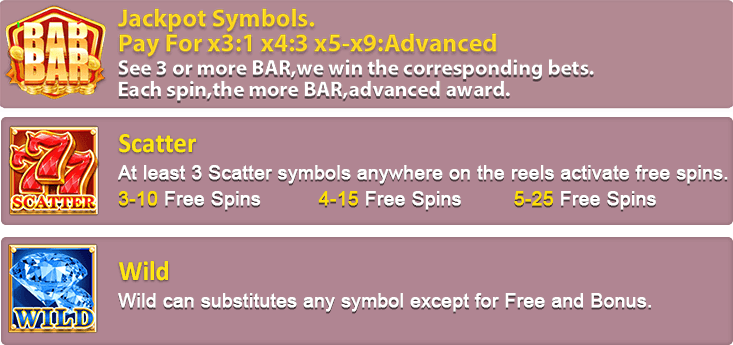 BAR
BAR
Jackpot Symbols.
Pay For x3:1 x4:3 x5-x9:Advanced
See 3 or more BAR,we win the corresponding bets.
Each spin,the more BAR,advanced award.
777
SCATTER
Scatter
At least 3 Scatter symbols anywhere on the reels activate free spins.
3-10 Free Spins 4-15 Free Spins 5-25 Free Spins
WILD
Wild
Wild can substitutes any symbol except for Free and Bonus.